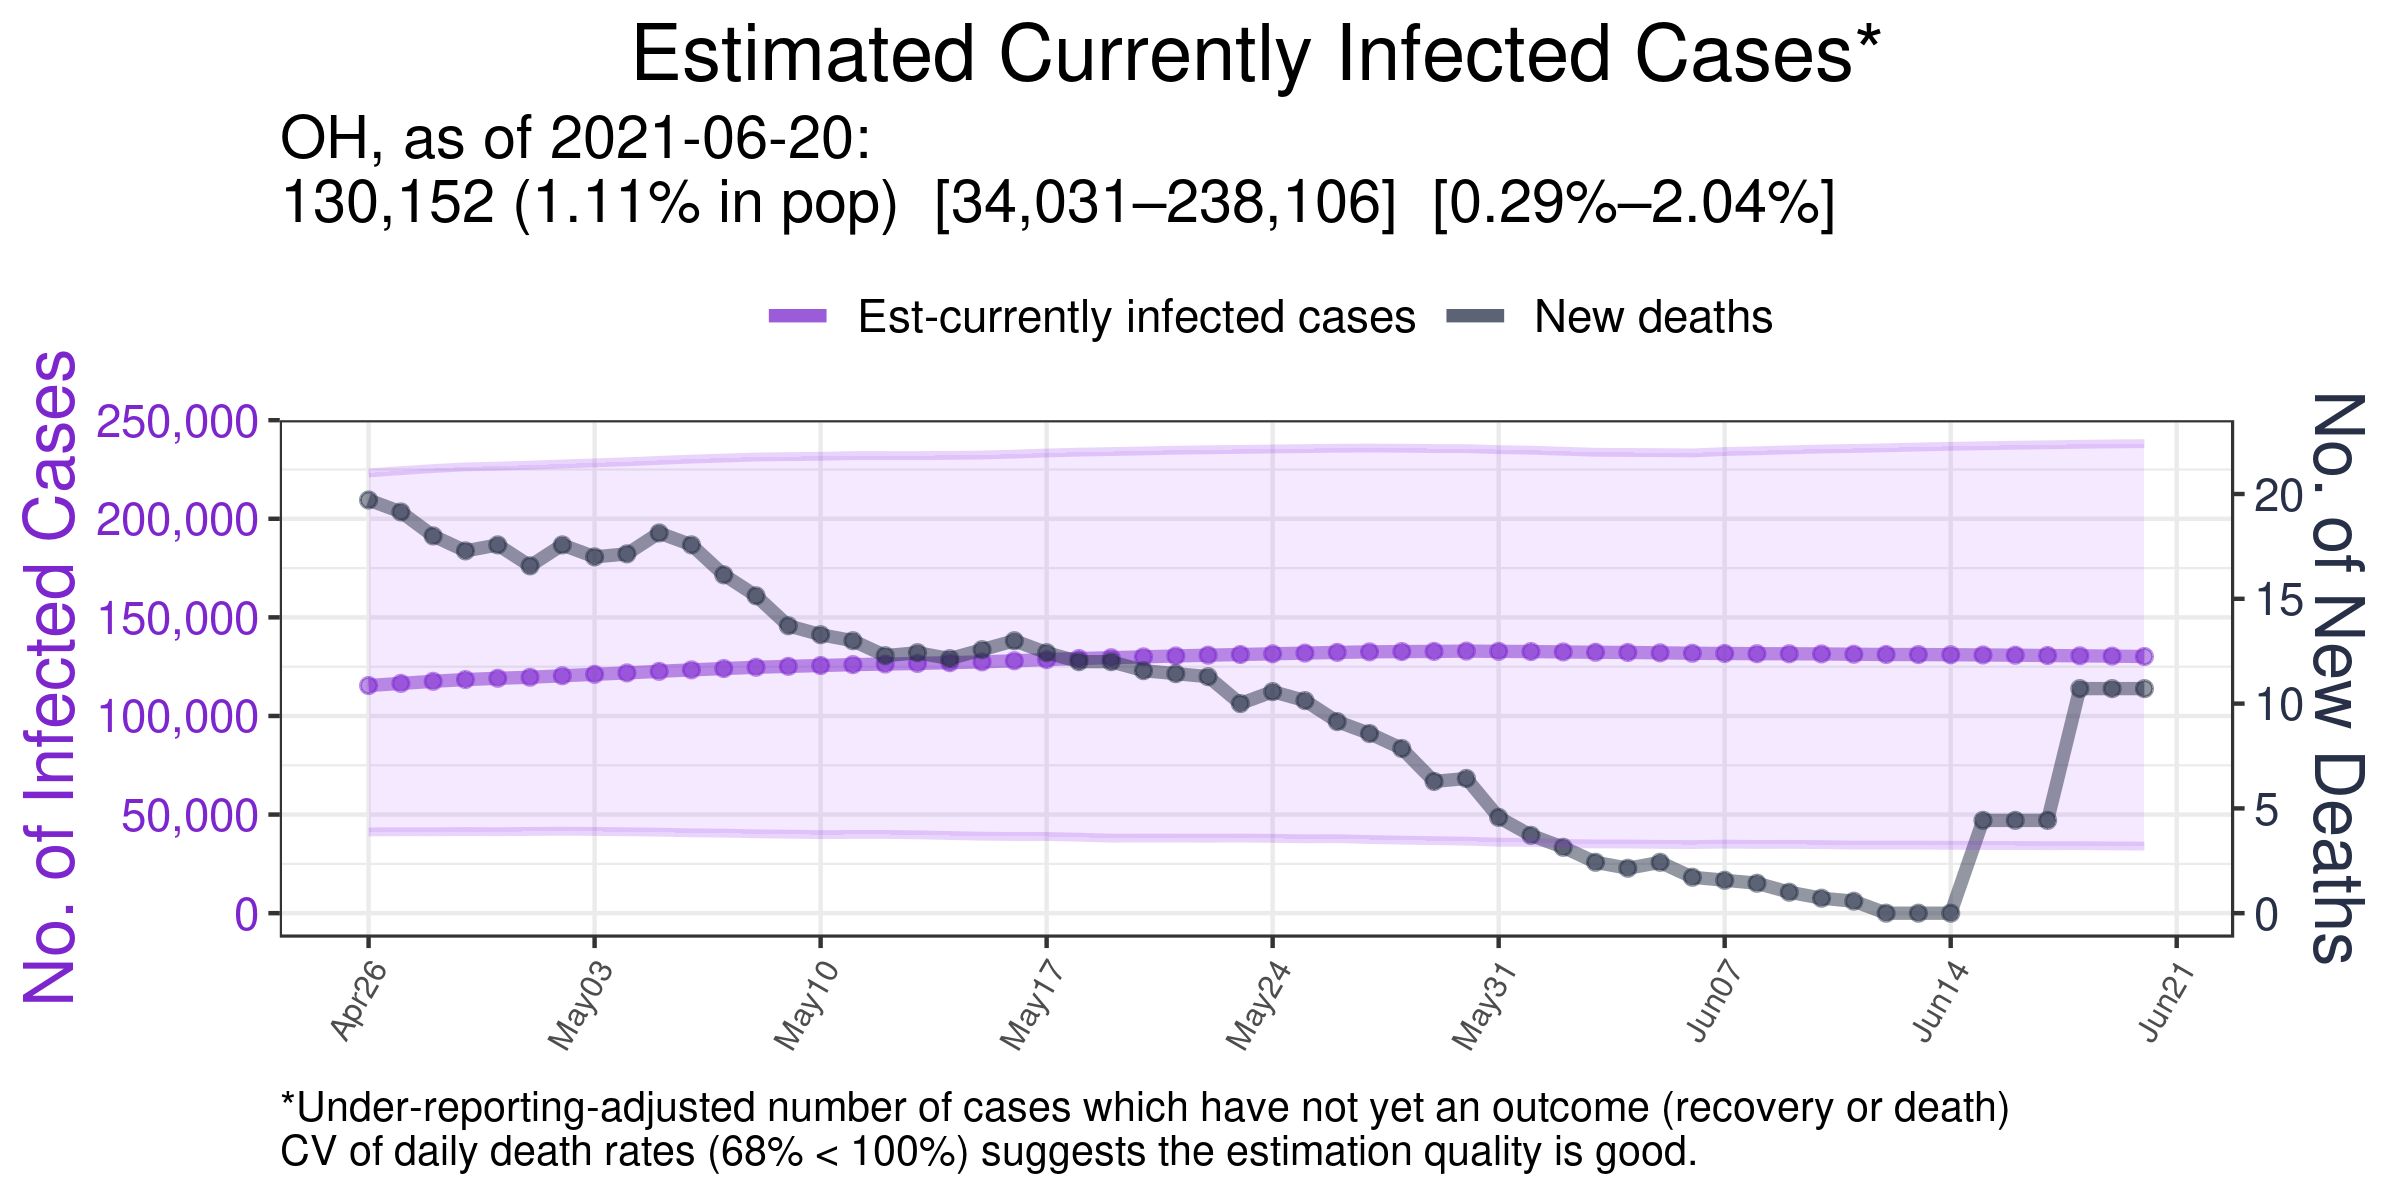 Estimated Currently Infected Cases*
OH, as of 2021-06-20:
130,152 (1.11% in pop)  [34,031–238,106]  [0.29%–2.04%]
Est-currently infected cases
New deaths
No. of Infected Cases
250,000
200,000
150,000
100,000
50,000
0
No. of New Deaths
20
15
10
5
0
Apr26
May03
May10
May17
May24
May31
Jun07
Jun14
Jun21
*Under-reporting-adjusted number of cases which have not yet an outcome (recovery or death)
CV of daily death rates (68% < 100%) suggests the estimation quality is good.